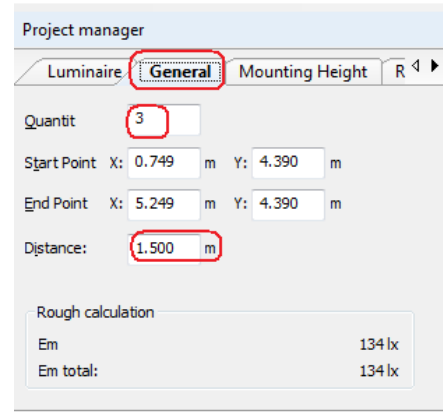 Project manager
Luminaire General Mounting Height R
Quantit 3
Start Point X: 0.749 m Y: 4.390 m
End Point X: 5.249 m Y: 4.390 m
Distance: 1.500 m
Rough calculation
Em 134 lx
Em total: 134 lx